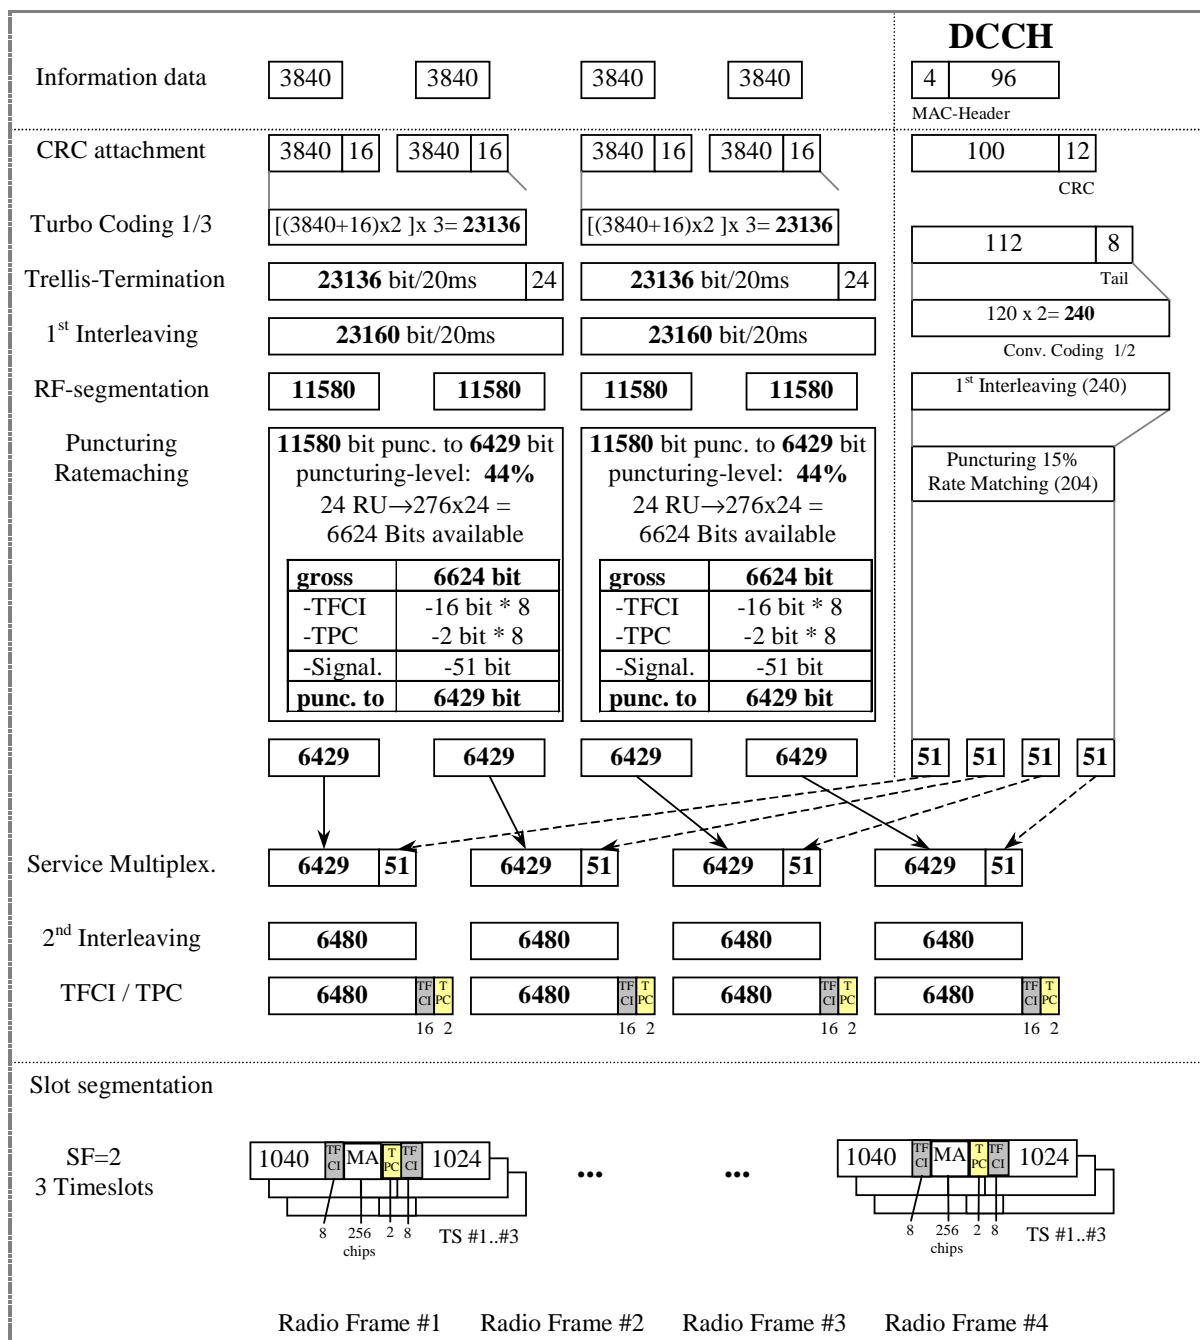 DCCH
Information data 3840 3840 3840 3840 4 96
MAC-Header
CRC attachment 3840 16 3840 16 3840 16 3840 16 100 12
CRC
Turbo Coding 1/3 [(3840+16)x2 ]x 3= 23136 [(3840+16)x2 ]x 3= 23136
112 8
Trellis-Termination 23136 bit/20ms 24 23136 bit/20ms 24 Tail
120 x 2= 240
1st Interleaving 23160 bit/20ms 23160 bit/20ms
Conv. Coding 1/2
RF-segmentation 11580 11580 11580 11580 1st Interleaving (240)
Puncturing
Ratemaching
11580 bit punc. to 6429 bit
puncturing-level: 44%
24 RU→276x24 =
6624 Bits available
gross 6624 bit
-TFCI -16 bit * 8
-TPC -2 bit * 8
-Signal. -51 bit
punc. to 6429 bit
11580 bit punc. to 6429 bit
puncturing-level: 44%
24 RU→276x24 =
6624 Bits available
gross 6624 bit
-TFCI -16 bit * 8
-TPC -2 bit * 8
-Signal. -51 bit
punc. to 6429 bit
Puncturing 15%
Rate Matching (204)
6429 6429 6429 6429 51 51 51 51
Service Multiplex. 6429 51 6429 51 6429 51 6429 51
2nd Interleaving 6480 6480 6480 6480
TFCI / TPC 6480 TF CI T PC 6480 TF CI T PC 6480 TF CI T PC 6480 TF CI T PC
16 2 16 2 16 2 16 2
Slot segmentation
SF=2
3 Timeslots
1040 TF CI MA T PC TF CI 1024 ... ... 1040 TF CI MA T PC TF CI 1024
8 256 2 8 TS #1..#3 8 256 2 8 TS #1..#3
chips chips
Radio Frame #1 Radio Frame #2 Radio Frame #3 Radio Frame #4